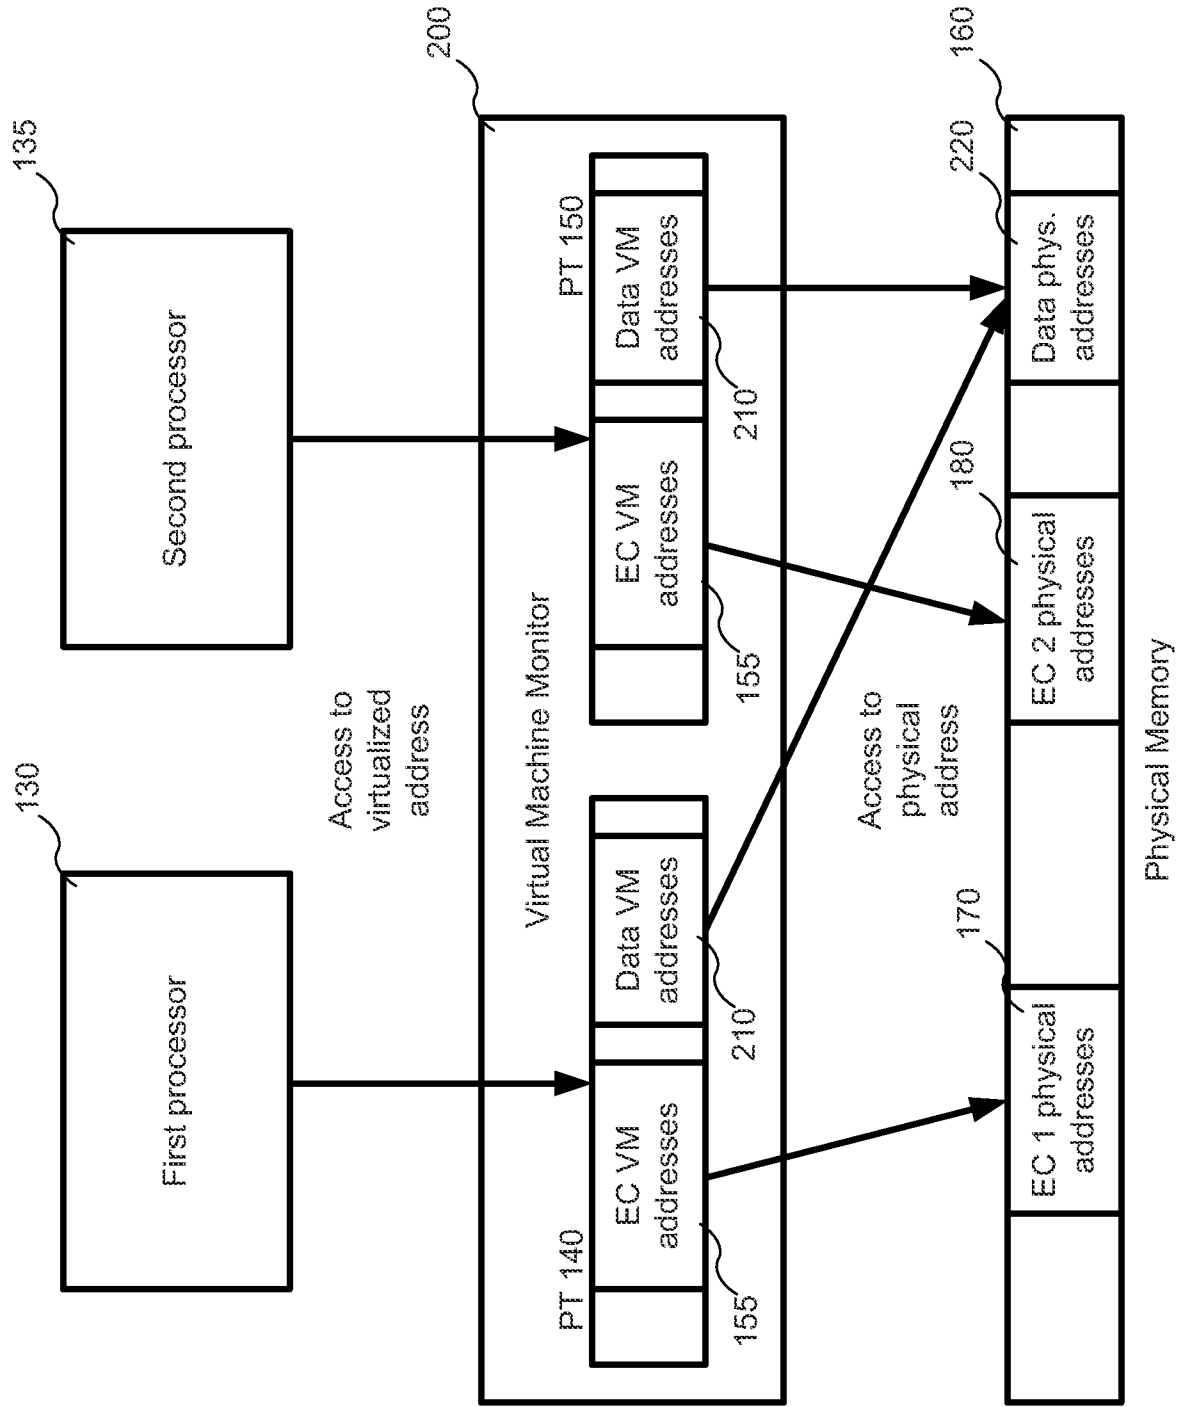 130
First processor
135
Second processor
Access to
virtualized
address
200
Virtual Machine Monitor
PT 140
EC VM
addresses
155
Data VM
addresses
210
PT 150
EC VM
addresses
155
Data VM
addresses
210
Access to
physical
address
170
EC 1 physical
addresses
180
EC 2 physical
addresses
220
Data phys.
addresses
160
Physical Memory